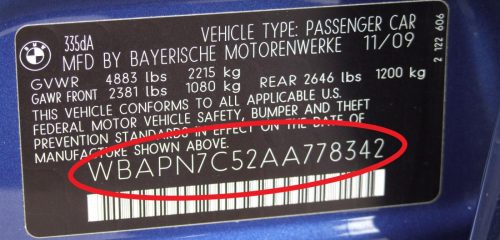 BMW
335dA
VEHICLE TYPE: PASSENGER CAR
MFD BY BAYERISCHE MOTORENWERKE 11/09
GVWR 4883 lbs 2215 kg
GAWR FRONT 2381 lbs 1080 kg REAR 2646 lbs 1200 kg
THIS VEHICLE CONFORMS TO ALL APPLICABLE U.S.
FEDERAL MOTOR VEHICLE SAFETY, BUMPER AND THEFT
PREVENTION STANDARDS IN EFFECT ON THE DATE OF
MANUFACTURE SHOWN ABOVE.
WBAPN7C52AA778342
2 122 606